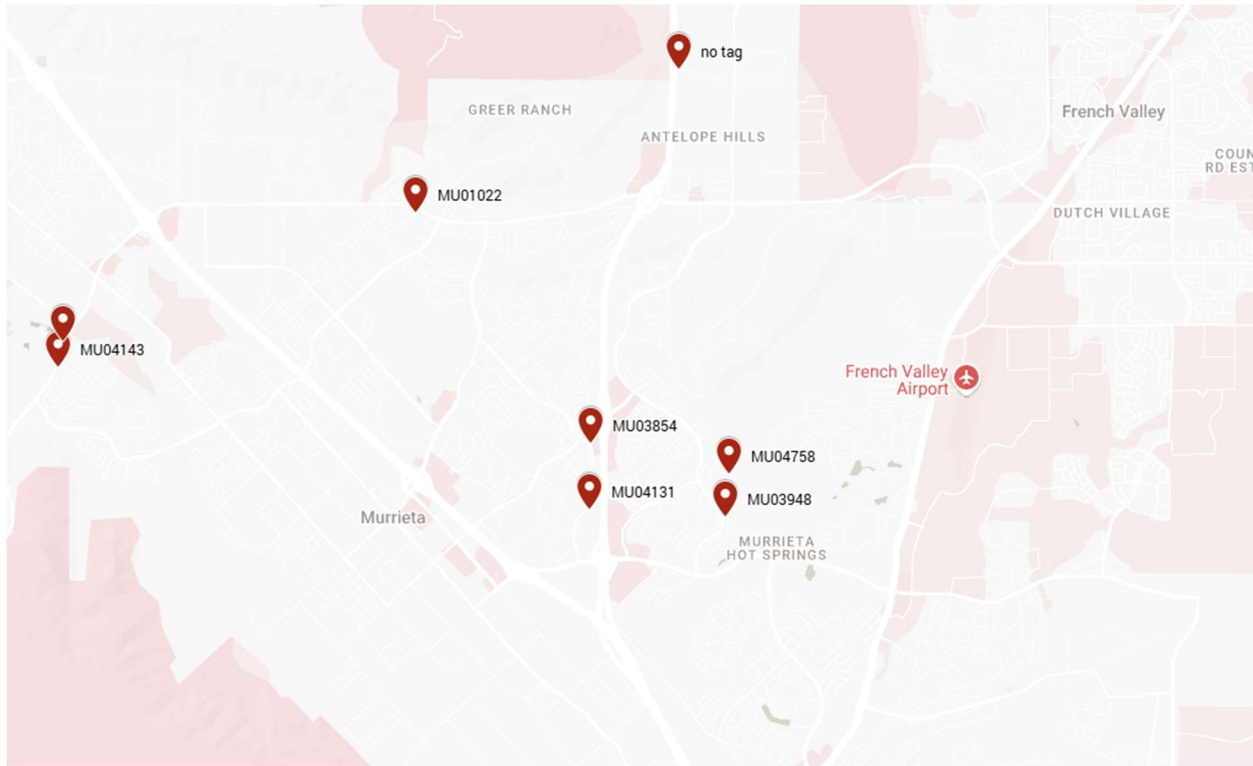 no tag
GREER RANCH
French Valley
ANTELOPE HILLS
COUN
RD EST
MU01022
DUTCH VILLAGE
MU04143
French Valley
Airport
MU03854
MU04758
MU04131
MU03948
Murrieta
MURRIETA
HOT SPRINGS